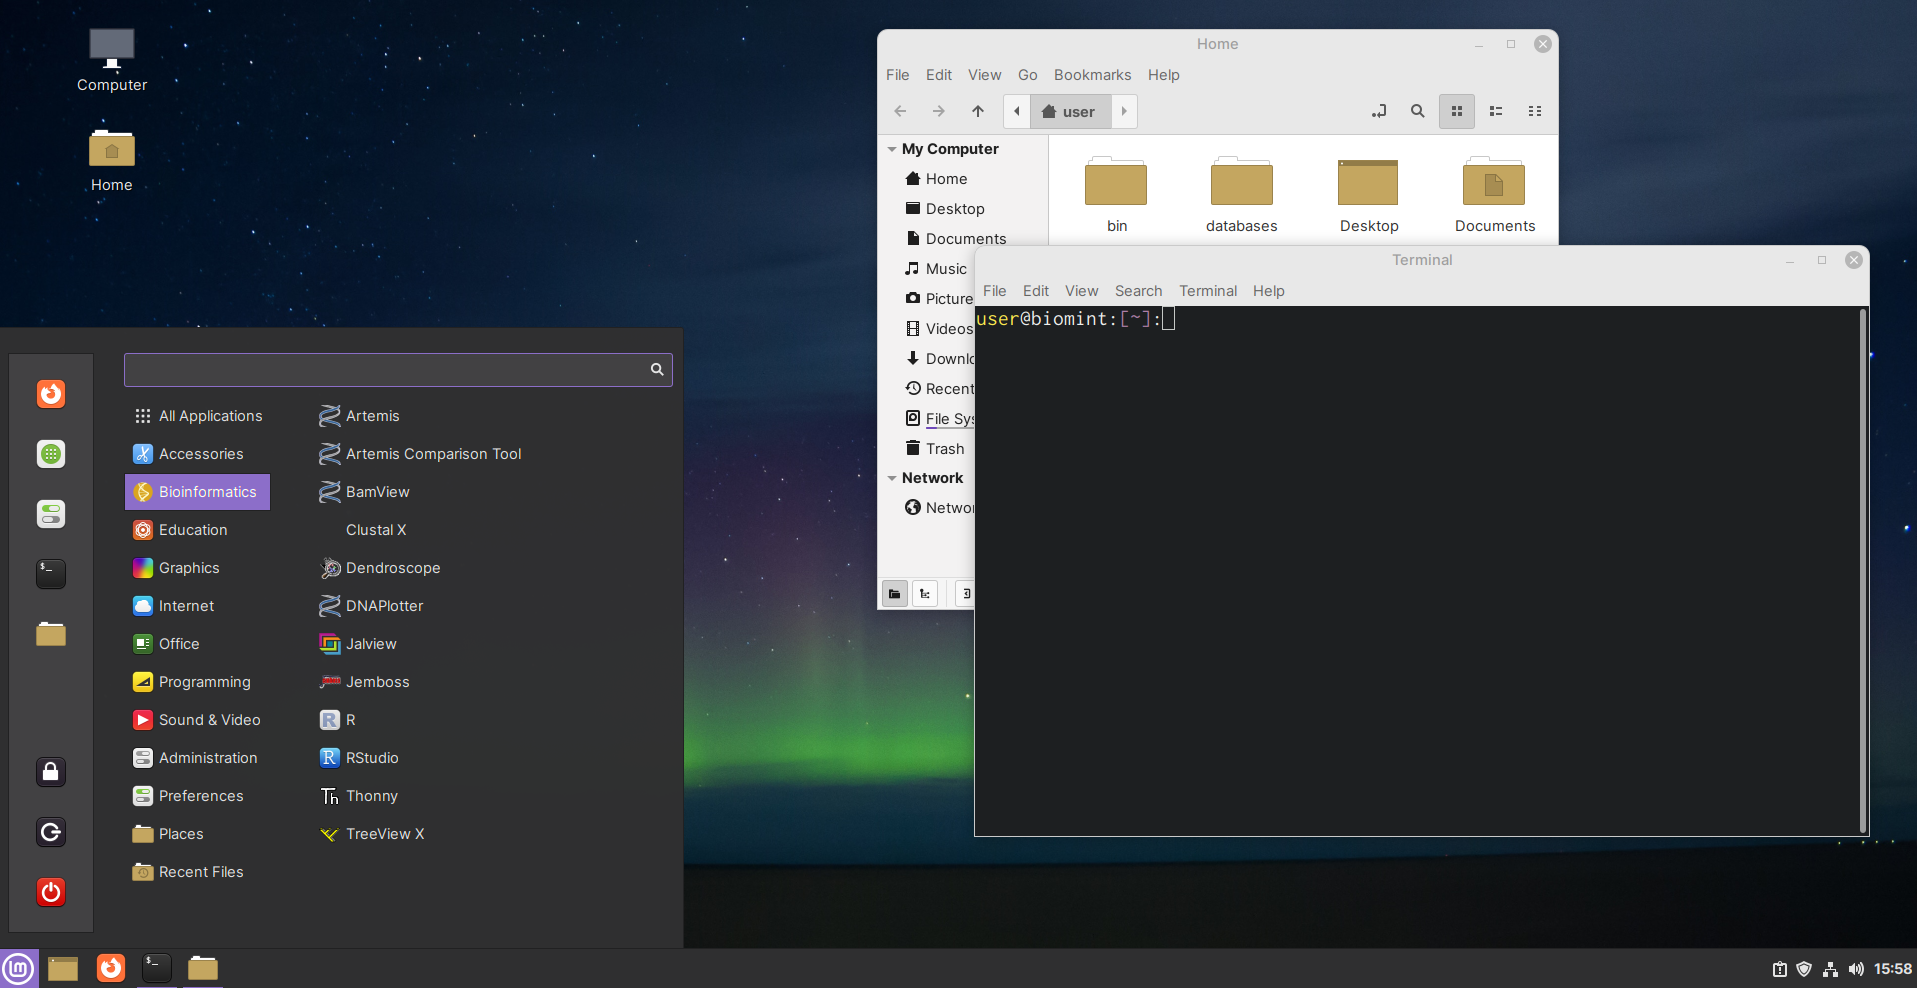 Computer
Home
Home
File Edit View Go Bookmarks Help
user
My Computer
Home
Desktop
Documents
Music
Picture
Videos
Downlo
Recent
File Sys
Trash
Network
Networ
bin databases Desktop Documents
Terminal
File Edit View Search Terminal Help
user@biomint:[~]:
All Applications
Accessories
Bioinformatics
Education
Graphics
Internet
Office
Programming
Sound & Video
Administration
Preferences
Places
Recent Files
Artemis
Artemis Comparison Tool
BamView
Clustal X
Dendroscope
DNAPlotter
Jalview
Jemboss
R
RStudio
Thonny
TreeView X
15:58